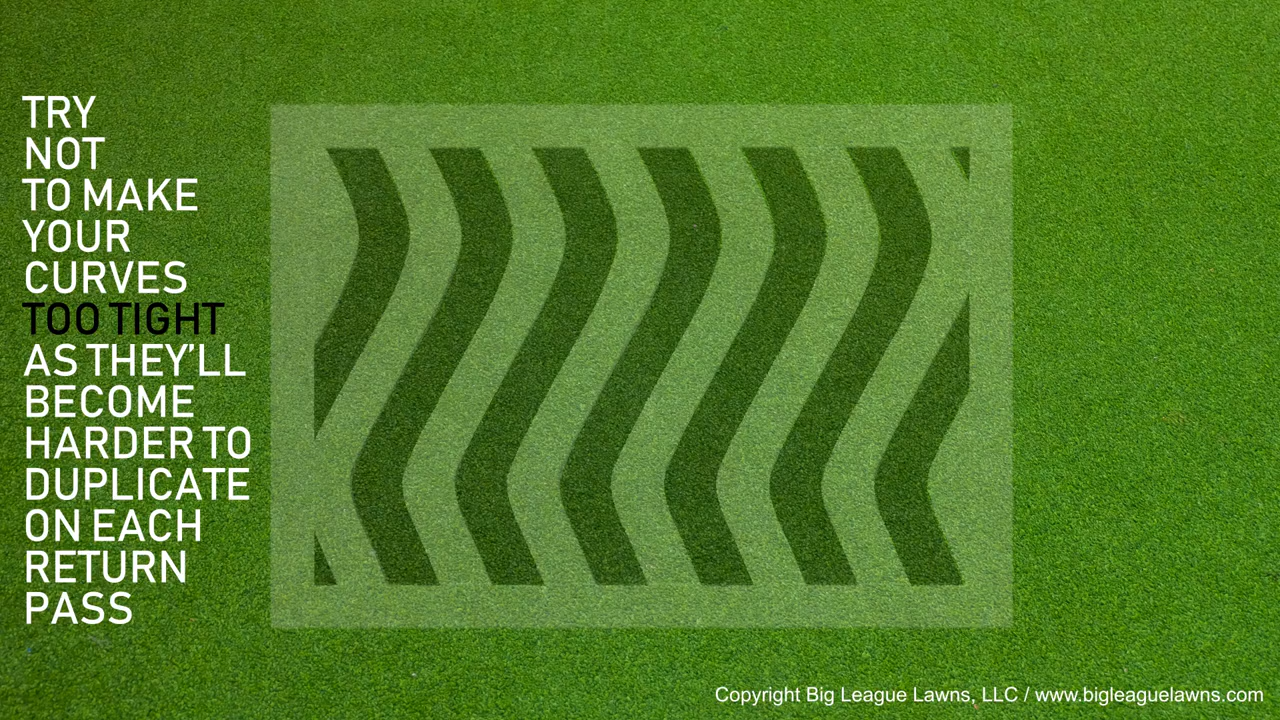 TRY
NOT
TO MAKE
YOUR
CURVES
TOO TIGHT
AS THEY'LL
BECOME
HARDER TO
DUPLICATE
ON EACH
RETURN
PASS
Copyright Big League Lawns, LLC / www.bigleaguelawns.com